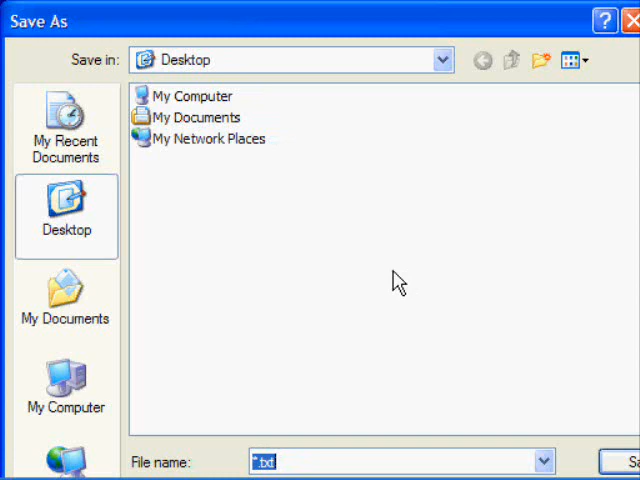 Save As
Save in: Desktop
My Computer
My Documents
My Network Places
My Recent
Documents
Desktop
My Documents
My Computer
File name: *.txt